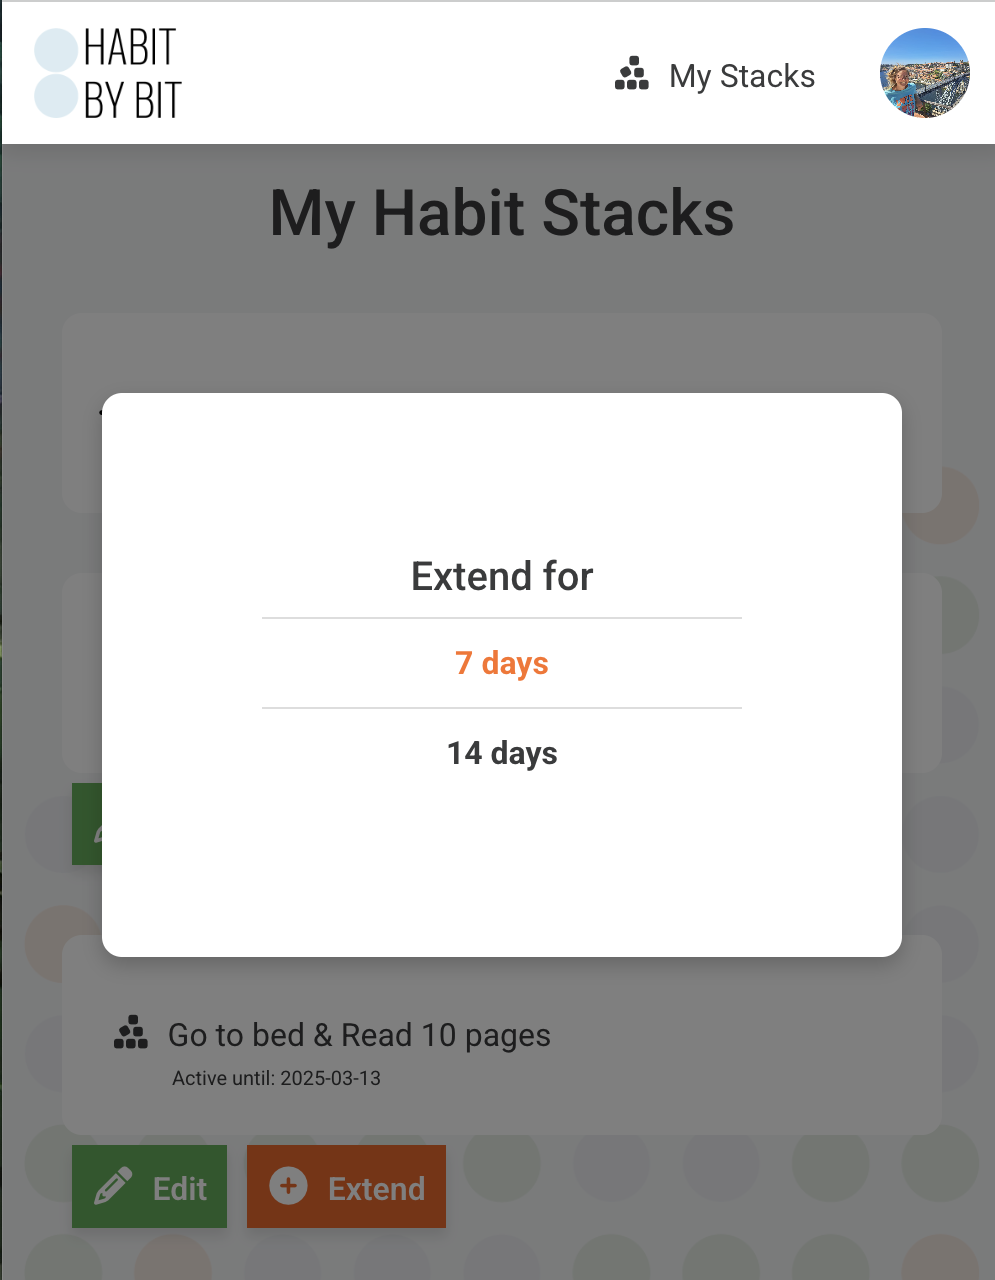 HABIT
BY BIT
My Stacks
My Habit Stacks
Extend for
7 days
14 days
Go to bed & Read 10 pages
Active until: 2025-03-13
Edit
Extend